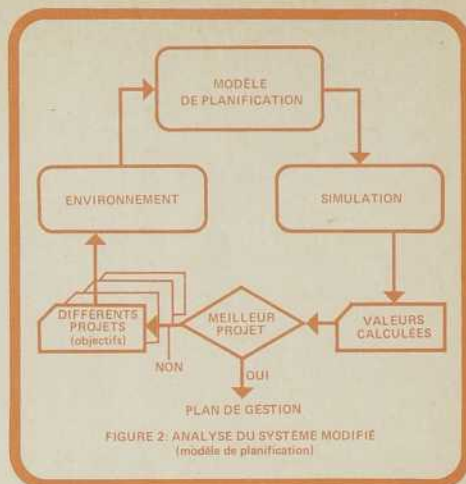 MODÈLE
DE PLANIFICATION
ENVIRONNEMENT
SIMULATION
DIFFÉRENTS
PROJETS
(objectifs)
MEILLEUR
PROJET
VALEURS
CALCULÉES
NON
OUI
PLAN DE GESTION
FIGURE 2: ANALYSE DU SYSTÈME MODIFIÉ
(modèle de planification)